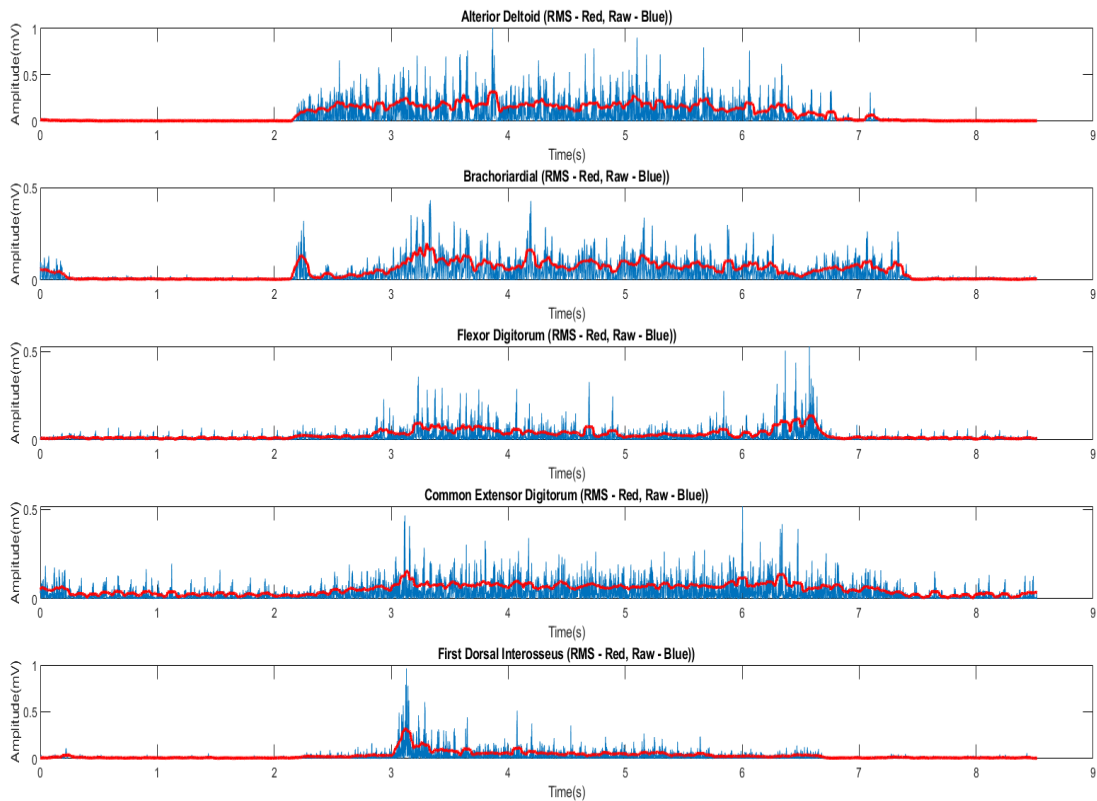 Alterior Deltoid (RMS - Red, Raw - Blue))
Amplitude(mV)
1
0.5
0
0 1 2 3 4 5 6 7 8 9
Time(s)
Brachoriardial (RMS - Red, Raw - Blue))
Amplitude(mV)
0.5
0
0 1 2 3 4 5 6 7 8 9
Time(s)
Flexor Digitorum (RMS - Red, Raw - Blue))
Amplitude(mV)
0.5
0
0 1 2 3 4 5 6 7 8 9
Time(s)
Common Extensor Digitorum (RMS - Red, Raw - Blue))
Amplitude(mV)
0.5
0
0 1 2 3 4 5 6 7 8 9
Time(s)
First Dorsal Interosseus (RMS - Red, Raw - Blue))
Amplitude(mV)
1
0.5
0
0 1 2 3 4 5 6 7 8 9
Time(s)